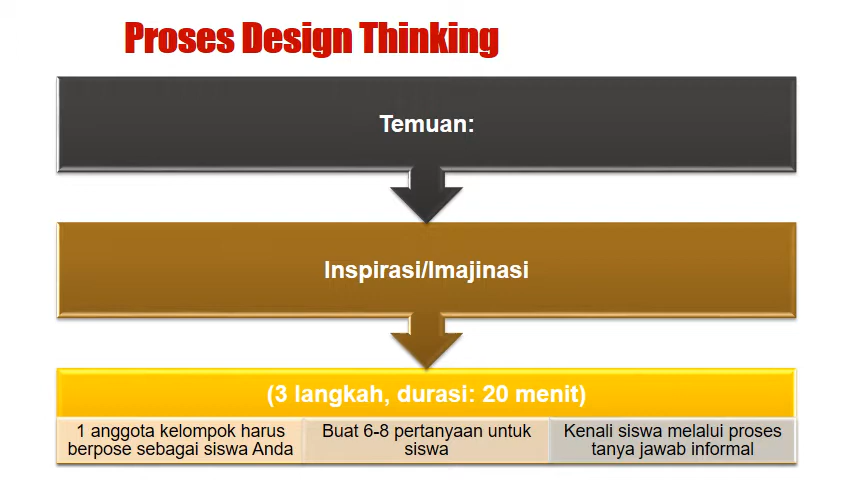 Proses Design Thinking
Temuan:
Inspirasi/Imajinasi
(3 langkah, durasi: 20 menit)
1 anggota kelompok harus
berpose sebagai siswa Anda
Buat 6-8 pertanyaan untuk
siswa
Kenali siswa melalui proses
tanya jawab informal